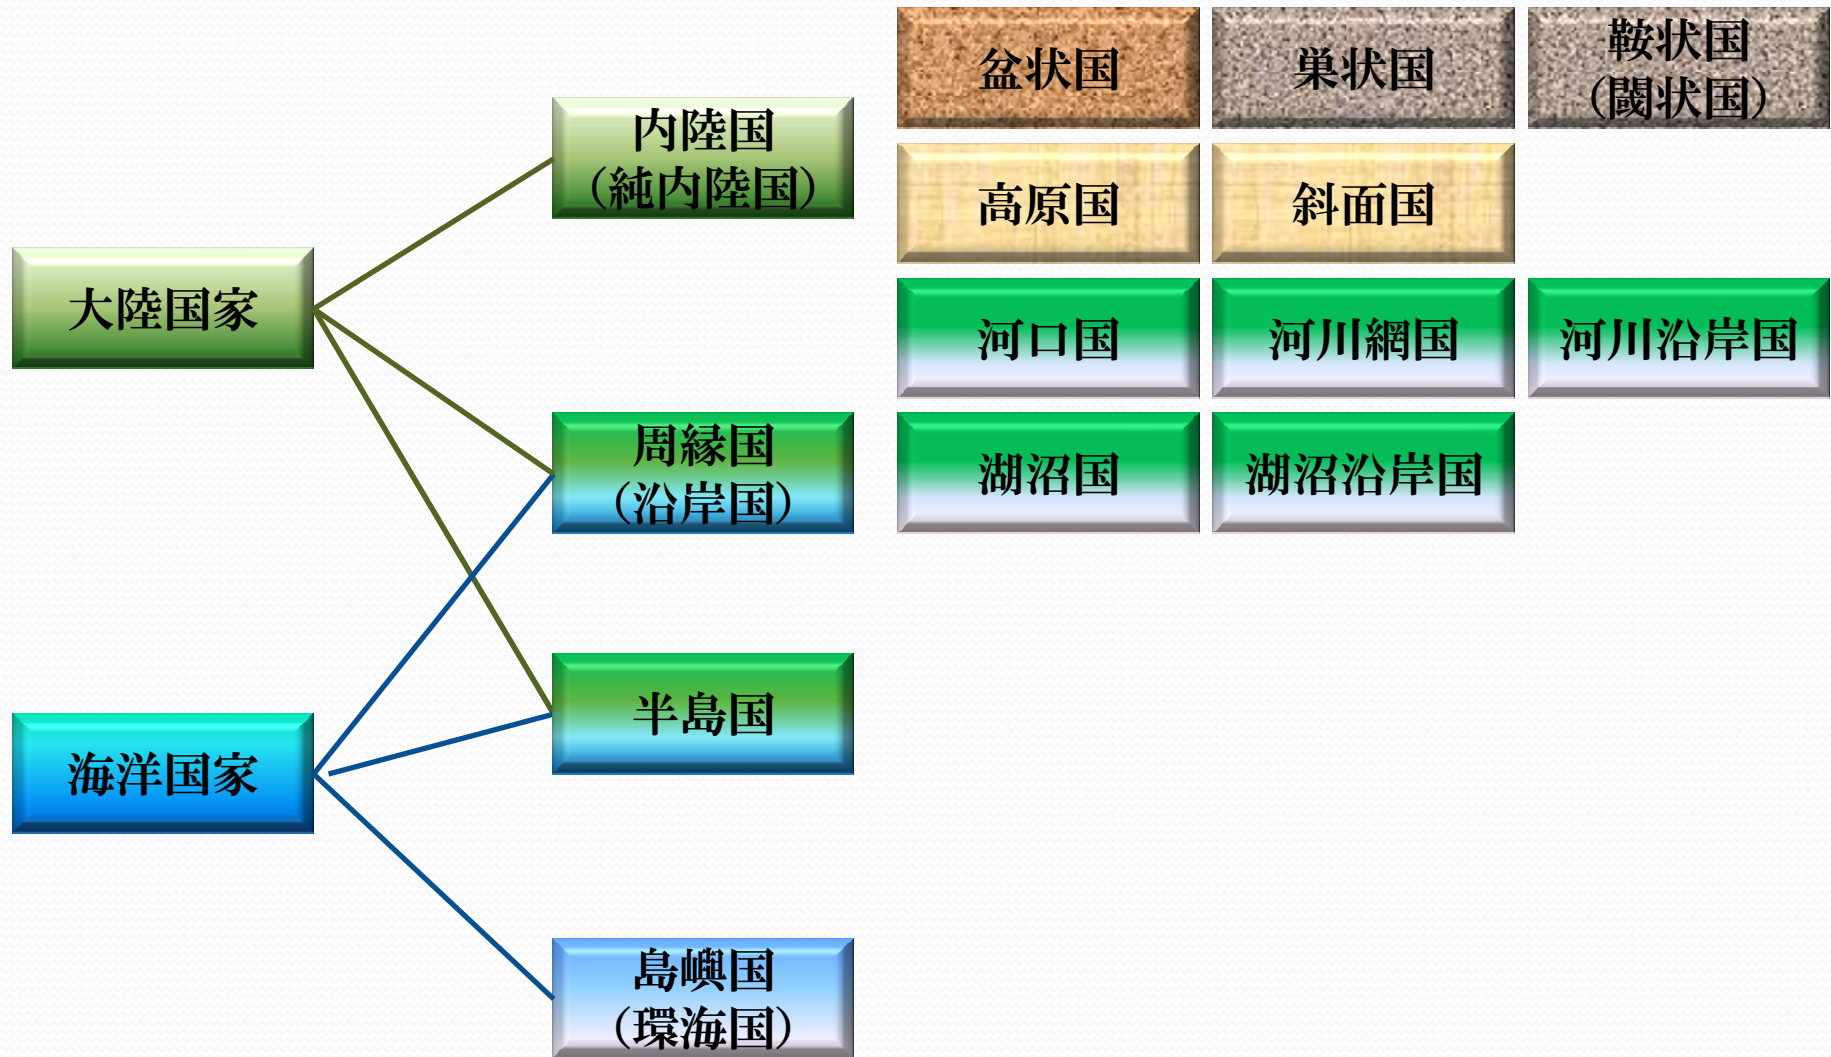 盆状国
巣状国
鞍状国
（閾状国）
内陸国
（純内陸国）
高原国
斜面国
大陸国家
河口国
河川網国
河川沿岸国
周縁国
（沿岸国）
湖沼国
湖沼沿岸国
半島国
海洋国家
島嶼国
（環海国）